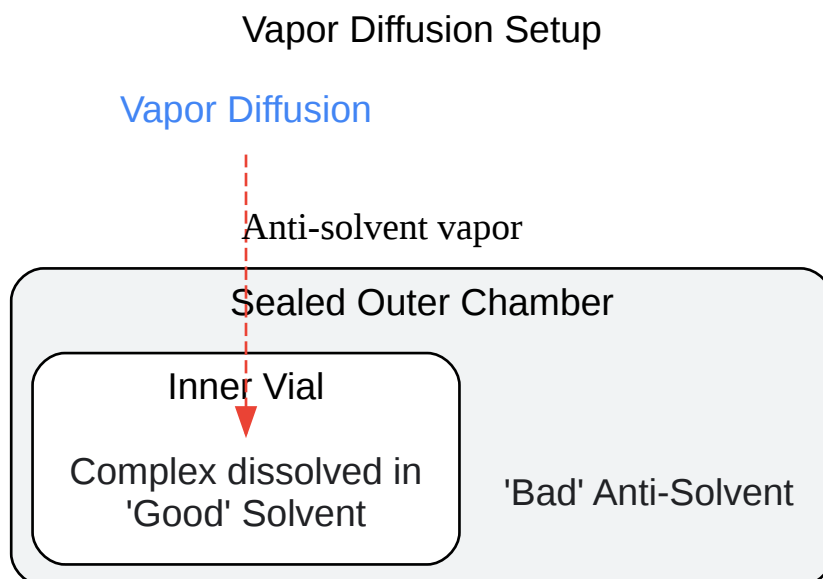 Vapor Diffusion Setup
Vapor Diffusion
Anti-solvent vapor
Sealed Outer Chamber
Inner Vial
Complex dissolved in
'Good' Solvent
'Bad' Anti-Solvent